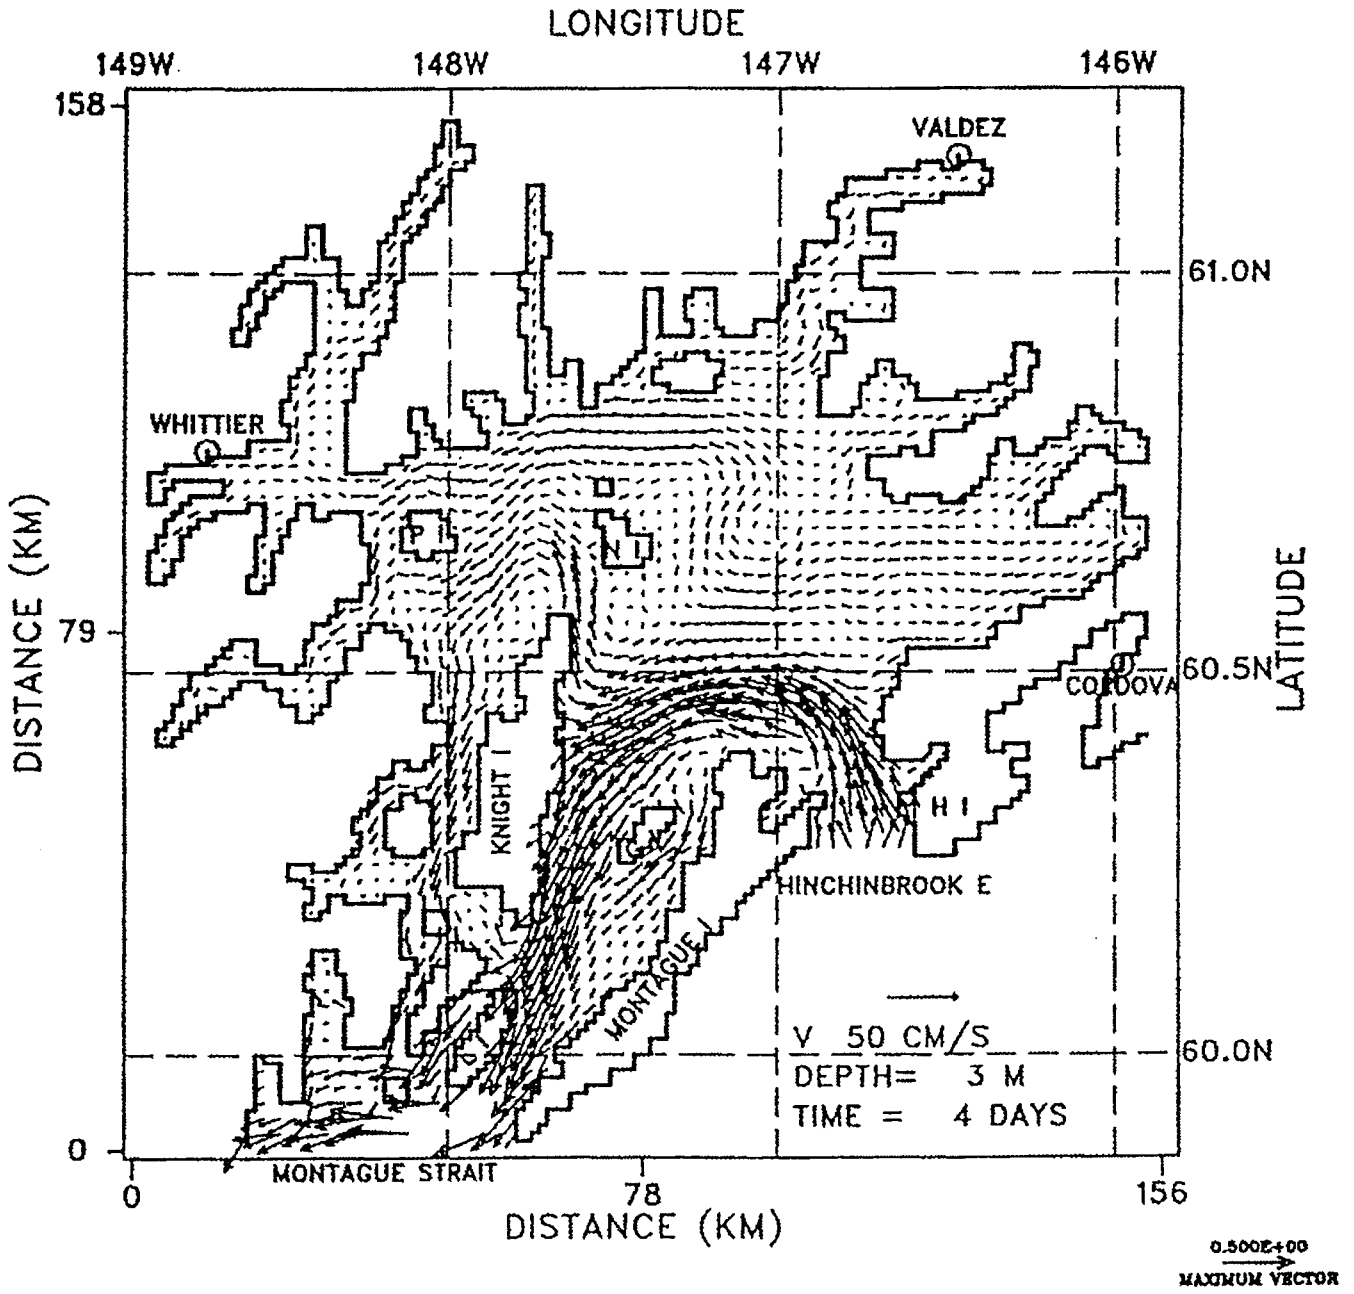 LONGITUDE
149W 148W 147W 146W
158
VALDEZ
61.0N
WHITTIER
P I
N I
79
60.5N
CORDOVA
DISTANCE (KM)
LATITUDE
KNIGHT I
H I
HINCHINBROOK E
MONTAGUE I
V 50 CM/S
60.0N
DEPTH= 3 M
TIME = 4 DAYS
0
MONTAGUE STRAIT
0 78 156
DISTANCE (KM)
0.500E+00
MAXIMUM VECTOR